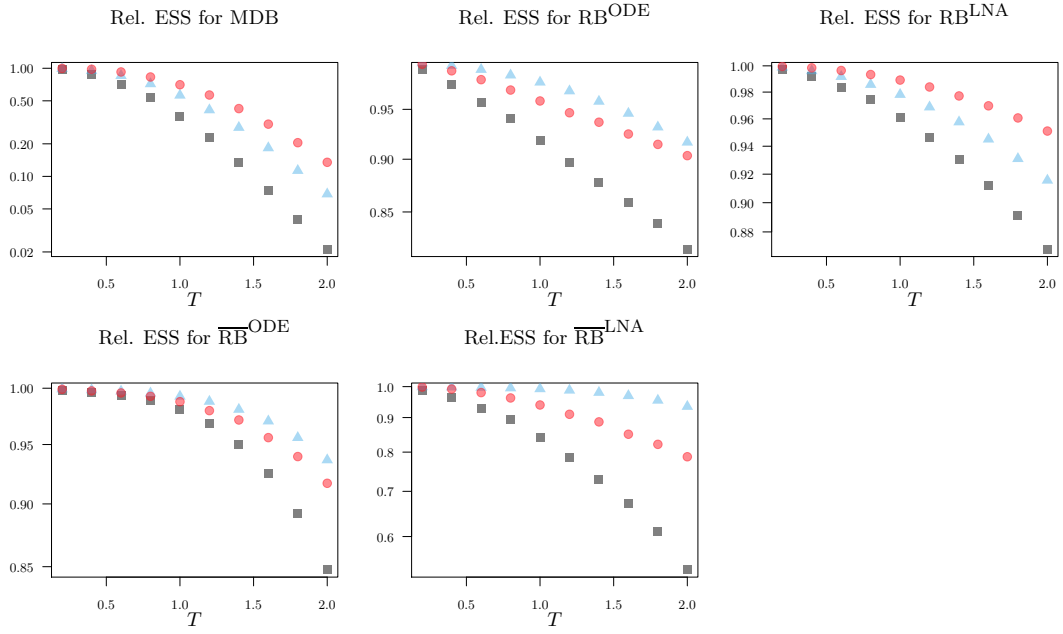 Rel. ESS for MDB
1.00
0.50
0.20
0.10
0.05
0.02
0.5 1.0 1.5 2.0
T
Rel. ESS for RB^ODE
0.95
0.90
0.85
0.5 1.0 1.5 2.0
T
Rel. ESS for RB^LNA
1.00
0.98
0.96
0.94
0.92
0.90
0.88
0.5 1.0 1.5 2.0
T
Rel. ESS for R̅B̅^ODE
1.00
0.95
0.90
0.85
0.5 1.0 1.5 2.0
T
Rel.ESS for R̅B̅^LNA
1.0
0.9
0.8
0.7
0.6
0.5 1.0 1.5 2.0
T